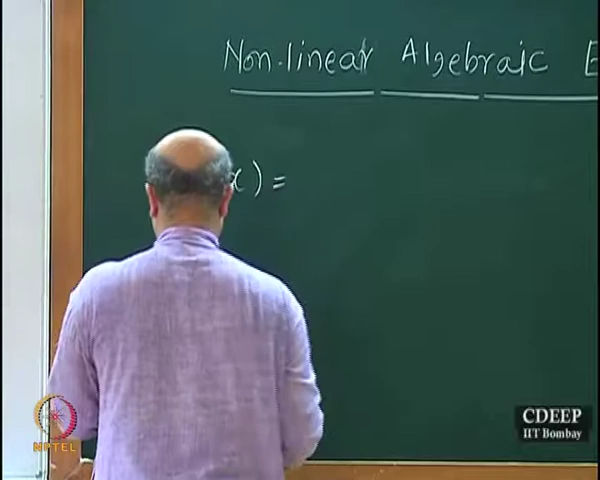 Non-linear Algebraic E
x) =
CDEEP
IIT Bombay
NPTEL